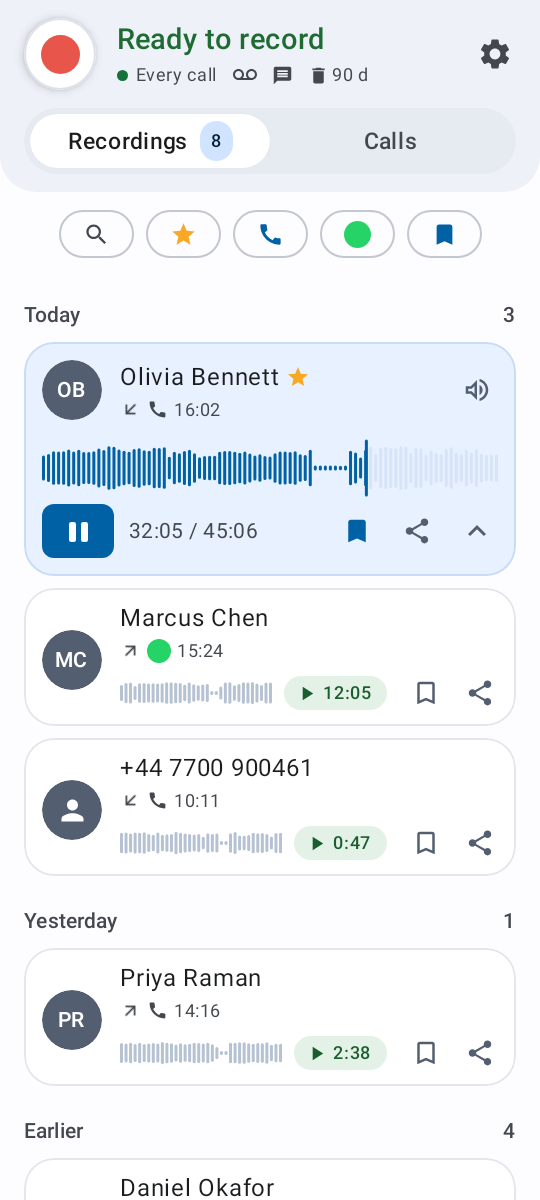 Ready to record
Every call 90 d
Recordings 8 Calls
Today 3
OB Olivia Bennett
16:02
32:05 / 45:06
Marcus Chen
MC 15:24
12:05
+44 7700 900461
10:11
0:47
Yesterday 1
Priya Raman
PR 14:16
2:38
Earlier 4
Daniel Okafor